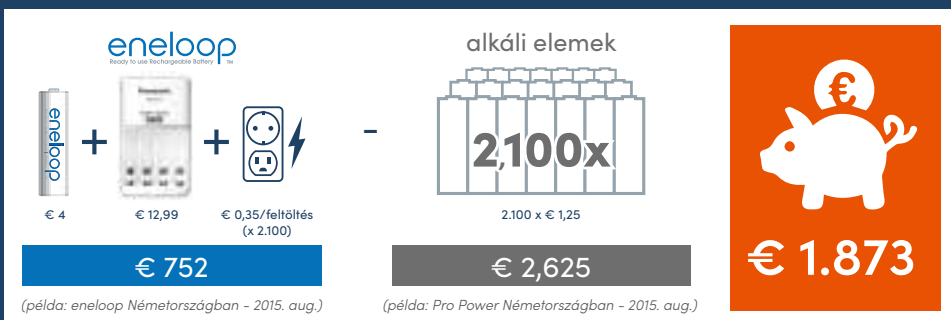 eneloop
Ready to use Rechargeable Battery ™
eneloop
Panasonic
+
+
€ 4
€ 12,99
€ 0,35/feltöltés
(x 2.100)
€ 752
(példa: eneloop Németországban - 2015. aug.)
-
alkáli elemek
2,100x
2.100 x € 1,25
€ 2,625
(példa: Pro Power Németországban - 2015. aug.)
€
€ 1.873